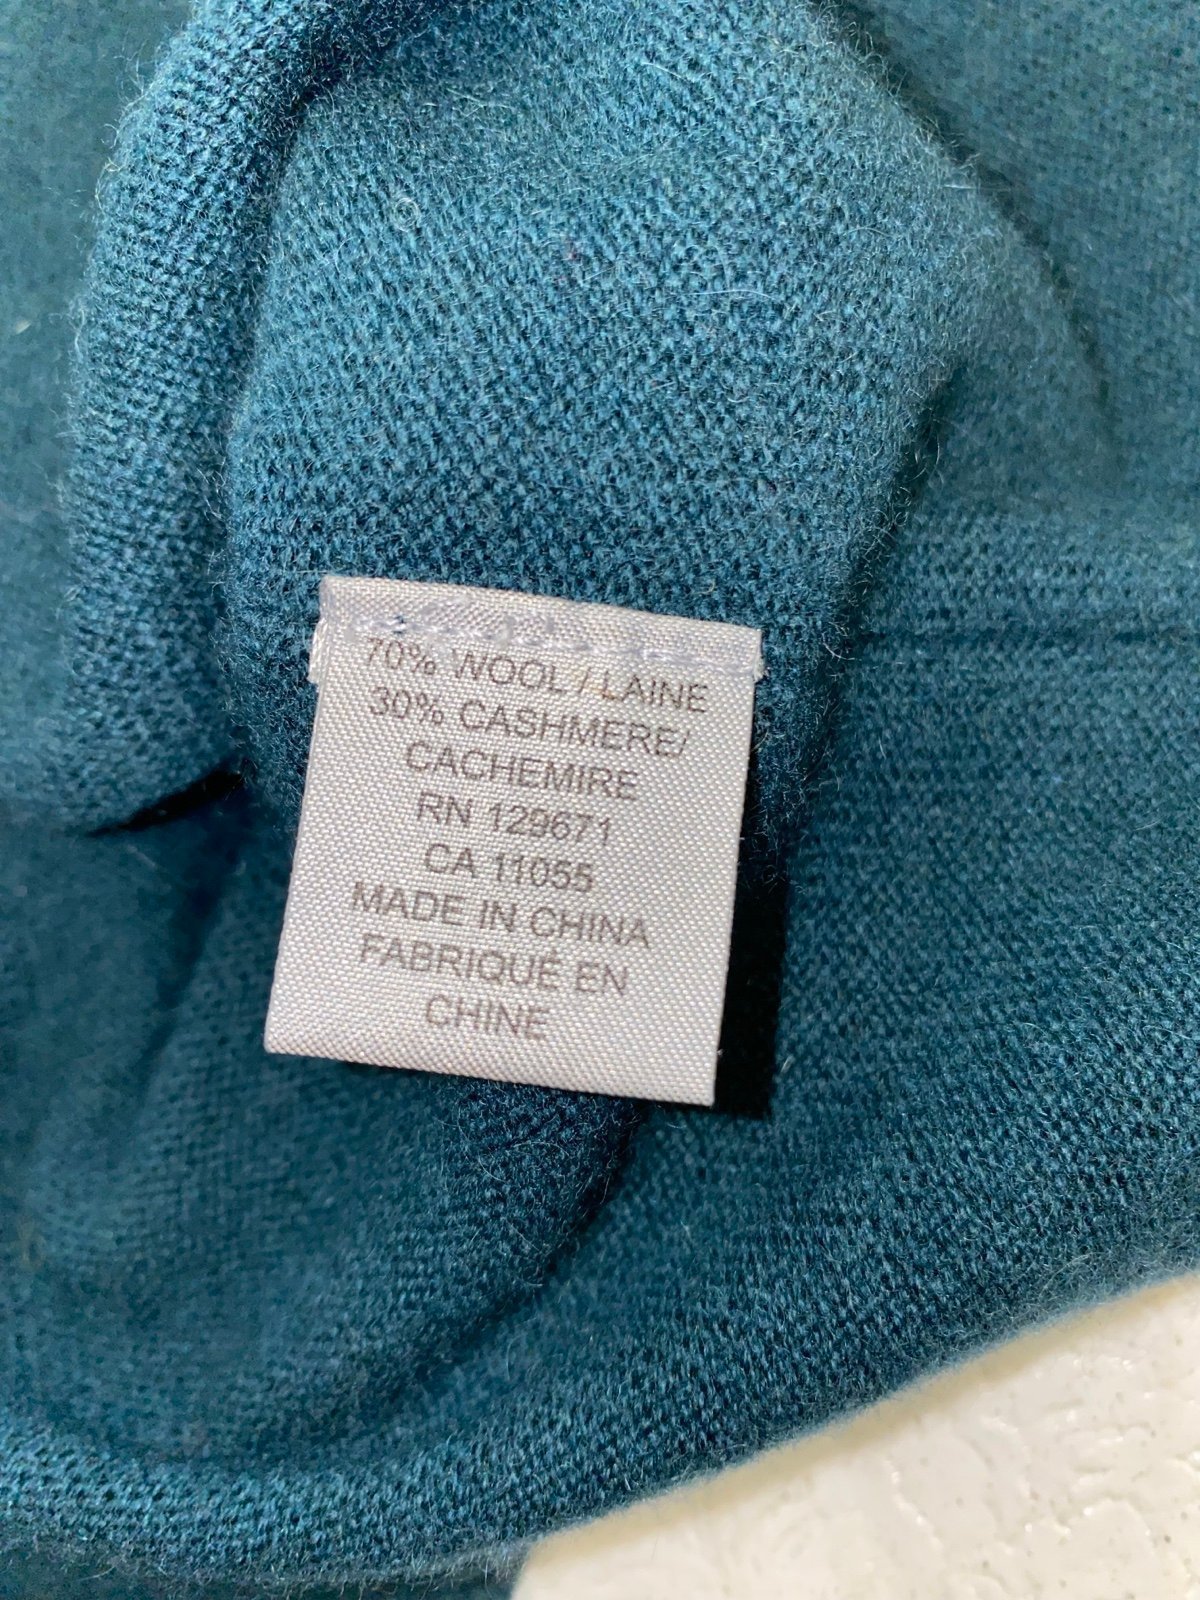 70% WOOL / LAINE
30% CASHMERE/
CACHEMIRE
RN 129671
CA 11055
MADE IN CHINA
FABRIQUÉ EN
CHINE